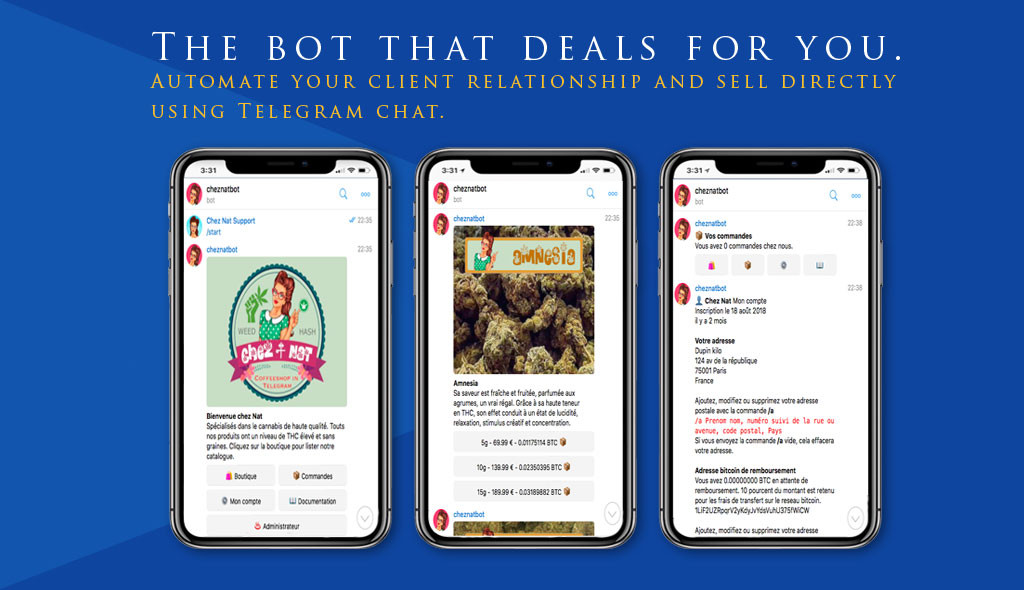 The bot that deals for you.
Automate your client relationship and sell directly
using Telegram chat.
3:31
cheznatbot
bot
Chez Nat Support
22:35
/start
cheznatbot
22:35
WEED
HASH
CHEZ NAT
Coffeeshop in
Telegram
Bienvenue chez Nat
Spécialisés dans le cannabis de haute qualité. Touts
nos produits ont un niveau de THC élevé et sans
graines. Cliquez sur la boutique pour lister notre
catalogue.
Boutique
Commandes
Mon compte
Documentation
Administrateur
3:31
cheznatbot
bot
cheznatbot
22:35
AMNESIA
Amnesia
Sa saveur est fraîche et fruitée, parfumée aux
agrumes, un vrai régal. Grâce à sa haute teneur
en THC, son effet conduit à un état de lucidité,
relaxation, stimulus créatif et concentration.
5g - 69.99 € - 0.01175114 BTC
10g - 139.99 € - 0.02350395 BTC
15g - 189.99 € - 0.03189882 BTC
cheznatbot
3:31
cheznatbot
bot
cheznatbot
22:38
Vos commandes
Vous avez 0 commandes chez nous.
cheznatbot
22:38
Chez Nat Mon compte
Inscription le 18 août 2018
il y a 2 mois
Votre adresse
Dupin kilo
124 av de la république
75001 Paris
France
Ajoutez, modifiez ou supprimez votre adresse
postale avec la commande /a
/a Prenom nom, numéro suivi de la rue ou
avenue, code postal, Pays
Si vous envoyez la commande /a vide, cela effacera
votre adresse.
Adresse bitcoin de remboursement
Vous avez 0.00000000 BTC en attente de
remboursement. 10 pourcent du montant est retenu
pour les frais de transfert sur le reseau bitcoin.
Ajoutez, modifiez ou supprimez votre adresse